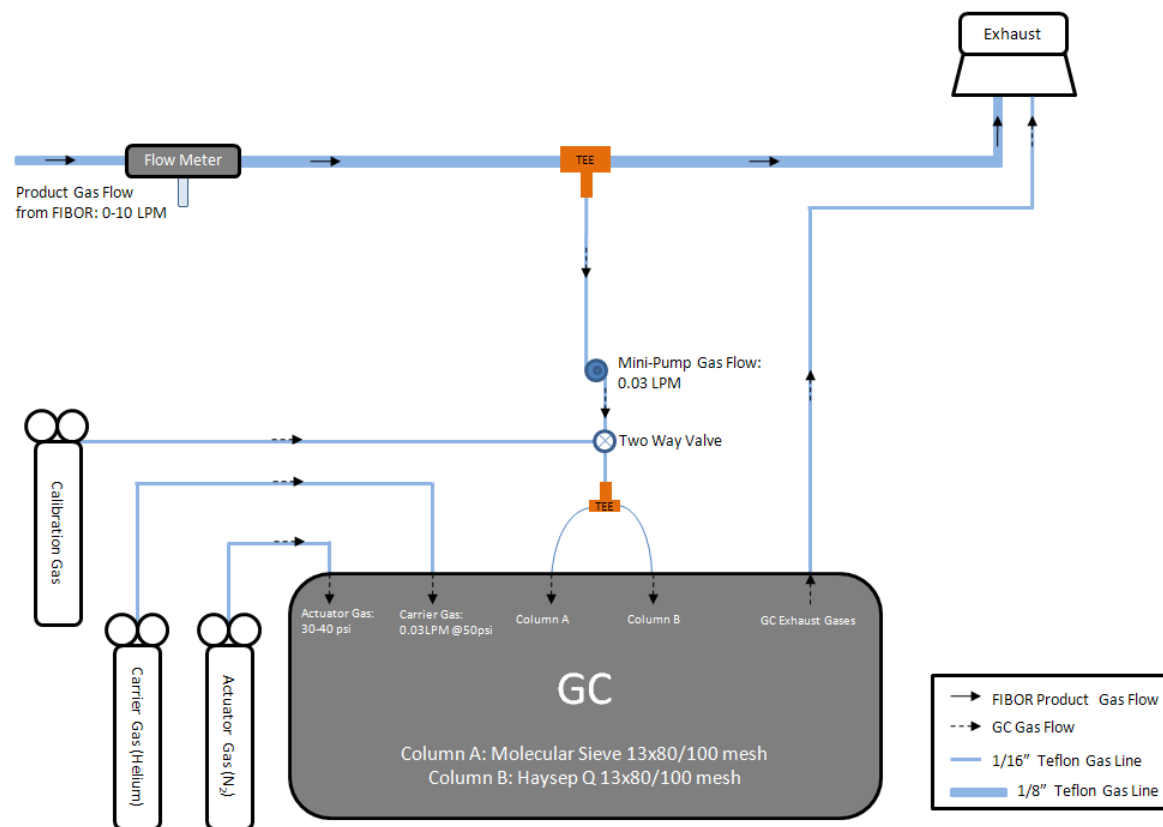 Exhaust
Flow Meter
TEE
Product Gas Flow
from FIBOR: 0-10 LPM
Mini-Pump Gas Flow:
0.03 LPM
Two Way Valve
TEE
Calibration Gas
Carrier Gas (Helium)
Actuator Gas (N₂)
Actuator Gas:
30-40 psi
Carrier Gas:
0.03LPM @50psi
Column A
Column B
GC Exhaust Gases
GC
Column A: Molecular Sieve 13x80/100 mesh
Column B: Haysep Q 13x80/100 mesh
FIBOR Product Gas Flow
GC Gas Flow
1/16” Teflon Gas Line
1/8” Teflon Gas Line